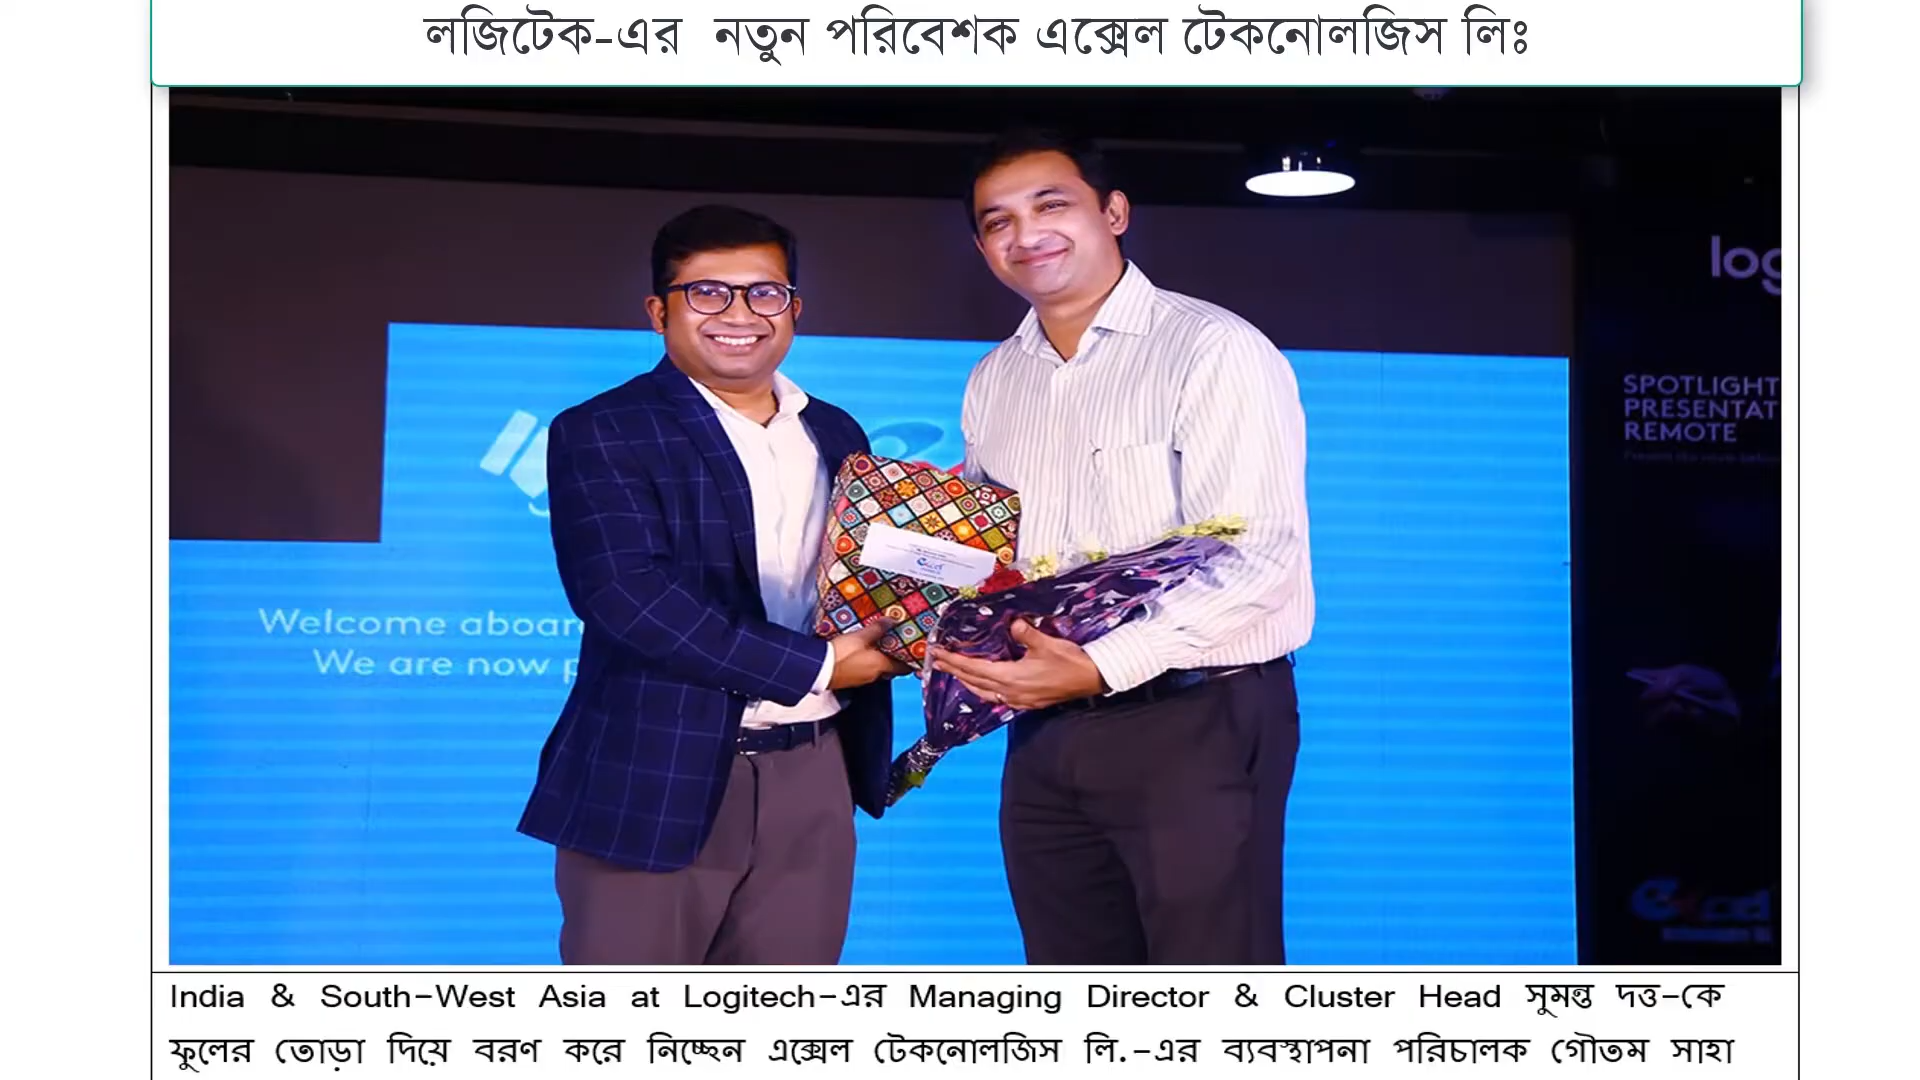 লজিটেক-এর নতুন পরিবেশক এক্সেল টেকনোলজিস লিঃ
log
SPOTLIGHT
PRESENTAT
REMOTE
excel
Welcome aboar
We are now p
India & South-West Asia at Logitech-এর Managing Director & Cluster Head সুমন্ত দত্ত-কে
ফুলের তোড়া দিয়ে বরণ করে নিচ্ছেন এক্সেল টেকনোলজিস লি.-এর ব্যবস্থাপনা পরিচালক গৌতম সাহা